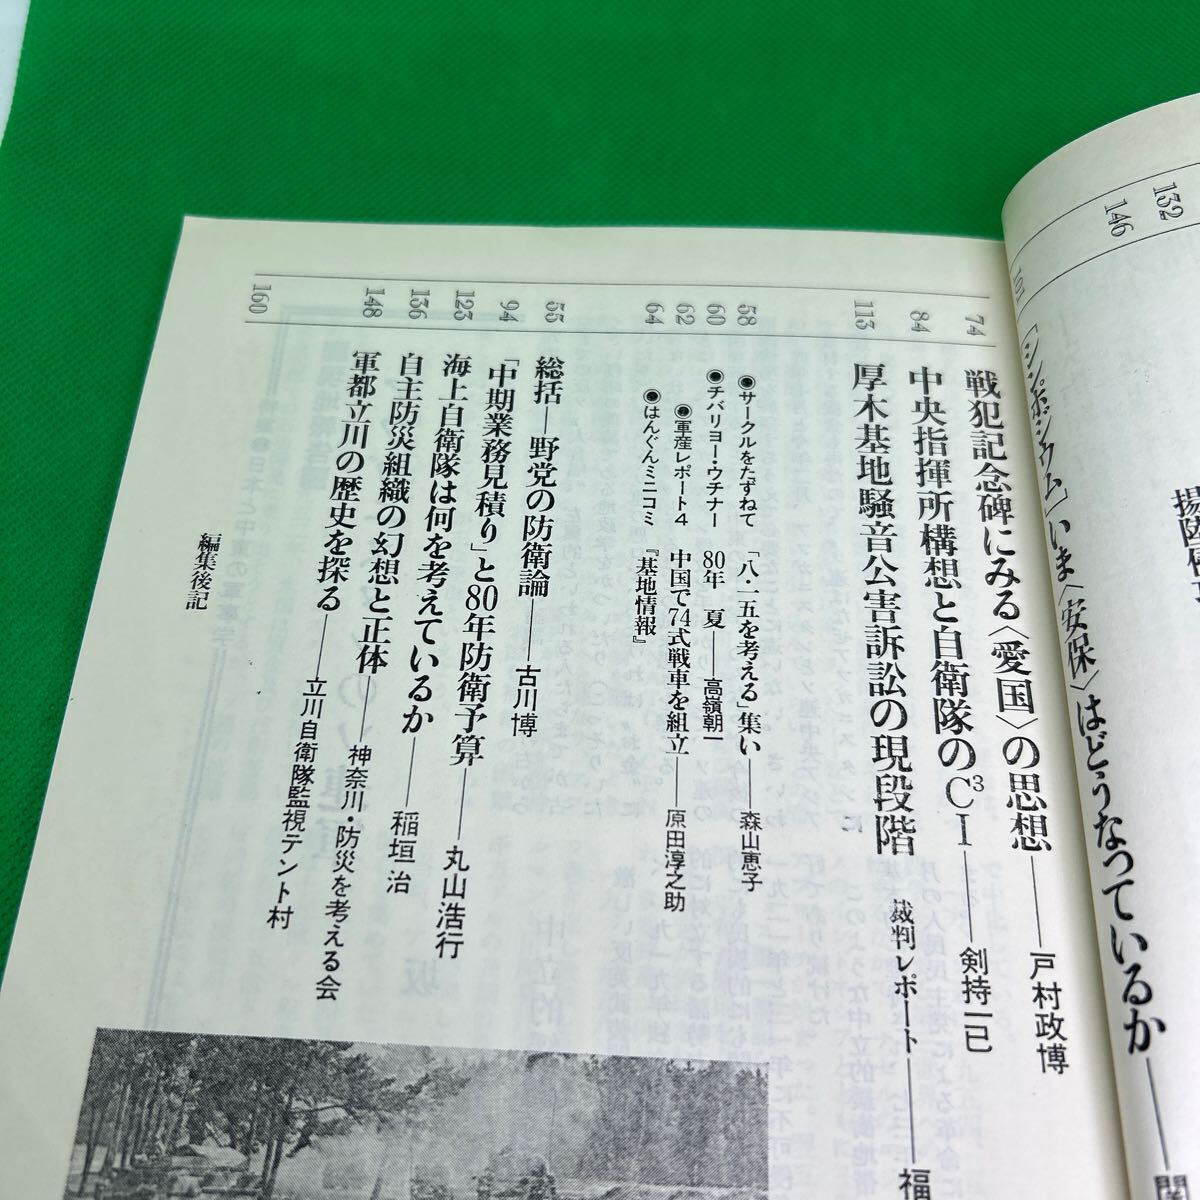 132
146
101
「シンポジウム」いま〈安保〉はどうなっているか
74
戦犯記念碑にみる〈愛国〉の思想――戸村政博
84
中央指揮所構想と自衛隊のC³I――剣持一巳
113
厚木基地騒音公害訴訟の現段階 裁判レポート――福
58
●サークルをたずねて 「八・一五を考える」集い――森山恵子
60
●チバリヨー・ウチナー 80年 夏――高嶺朝一
62
●軍産レポート4 中国で74式戦車を組立――原田淳之助
64
●はんぐんミニコミ 『基地情報』
55
総括――野党の防衛論――古川博
94
「中期業務見積り」と80年防衛予算――丸山浩行
123
海上自衛隊は何を考えているか――稲垣治
136
自主防災組織の幻想と正体――神奈川・防災を考える会
148
軍都立川の歴史を探る――立川自衛隊監視テント村
160
編集後記